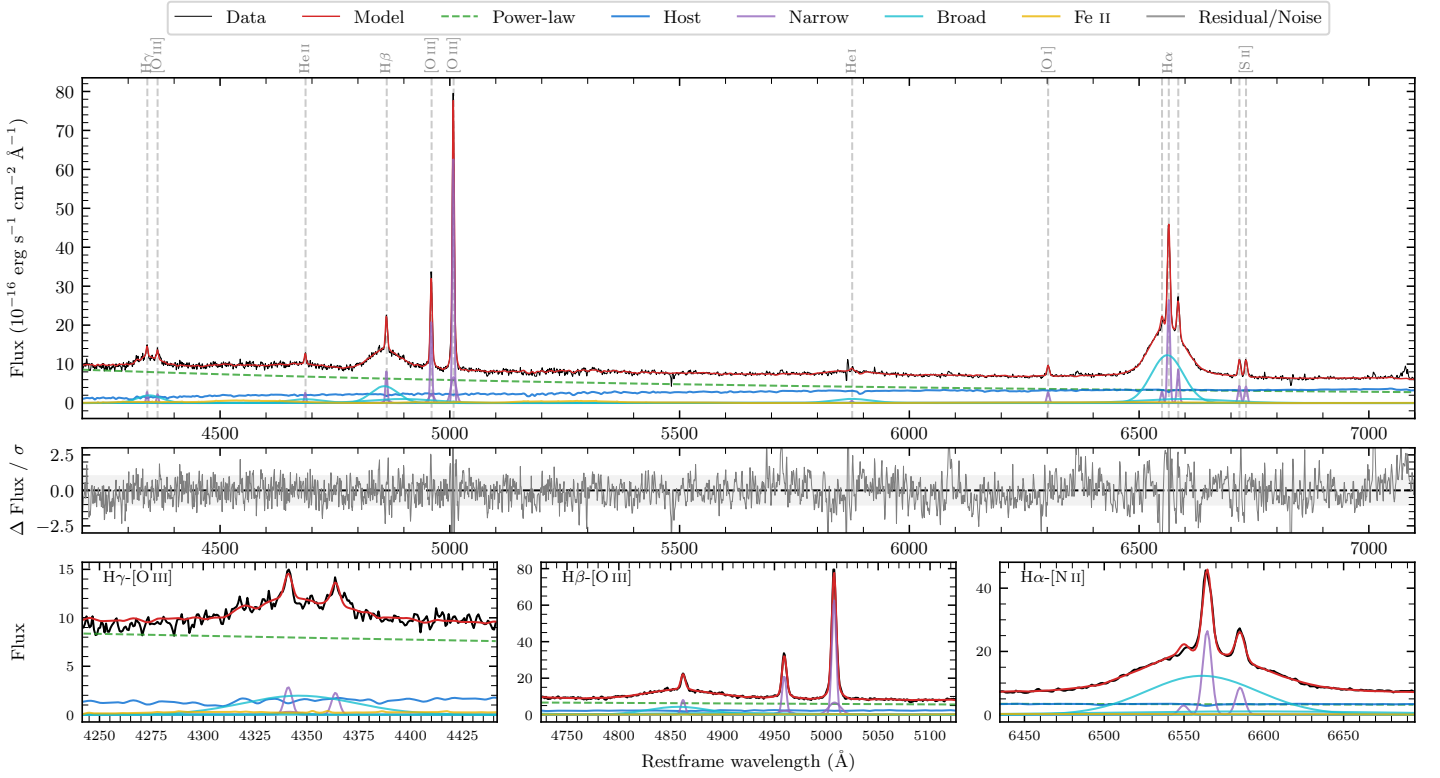 Data Model Power-law Host Narrow Broad Fe II Residual/Noise
Hγ [O III] He II Hβ [O III] [O III] He I [O I] Hα [S II]
Flux (10⁻¹⁶ erg s⁻¹ cm⁻² Å⁻¹)
80
70
60
50
40
30
20
10
0
4500 5000 5500 6000 6500 7000
Δ Flux / σ
2.5
0.0
−2.5
4500 5000 5500 6000 6500 7000
Flux
Hγ-[O III]
15
10
5
0
4250 4275 4300 4325 4350 4375 4400 4425
Hβ-[O III]
80
60
40
20
0
4750 4800 4850 4900 4950 5000 5050 5100
Hα-[N II]
40
20
0
6450 6500 6550 6600 6650
Restframe wavelength (Å)